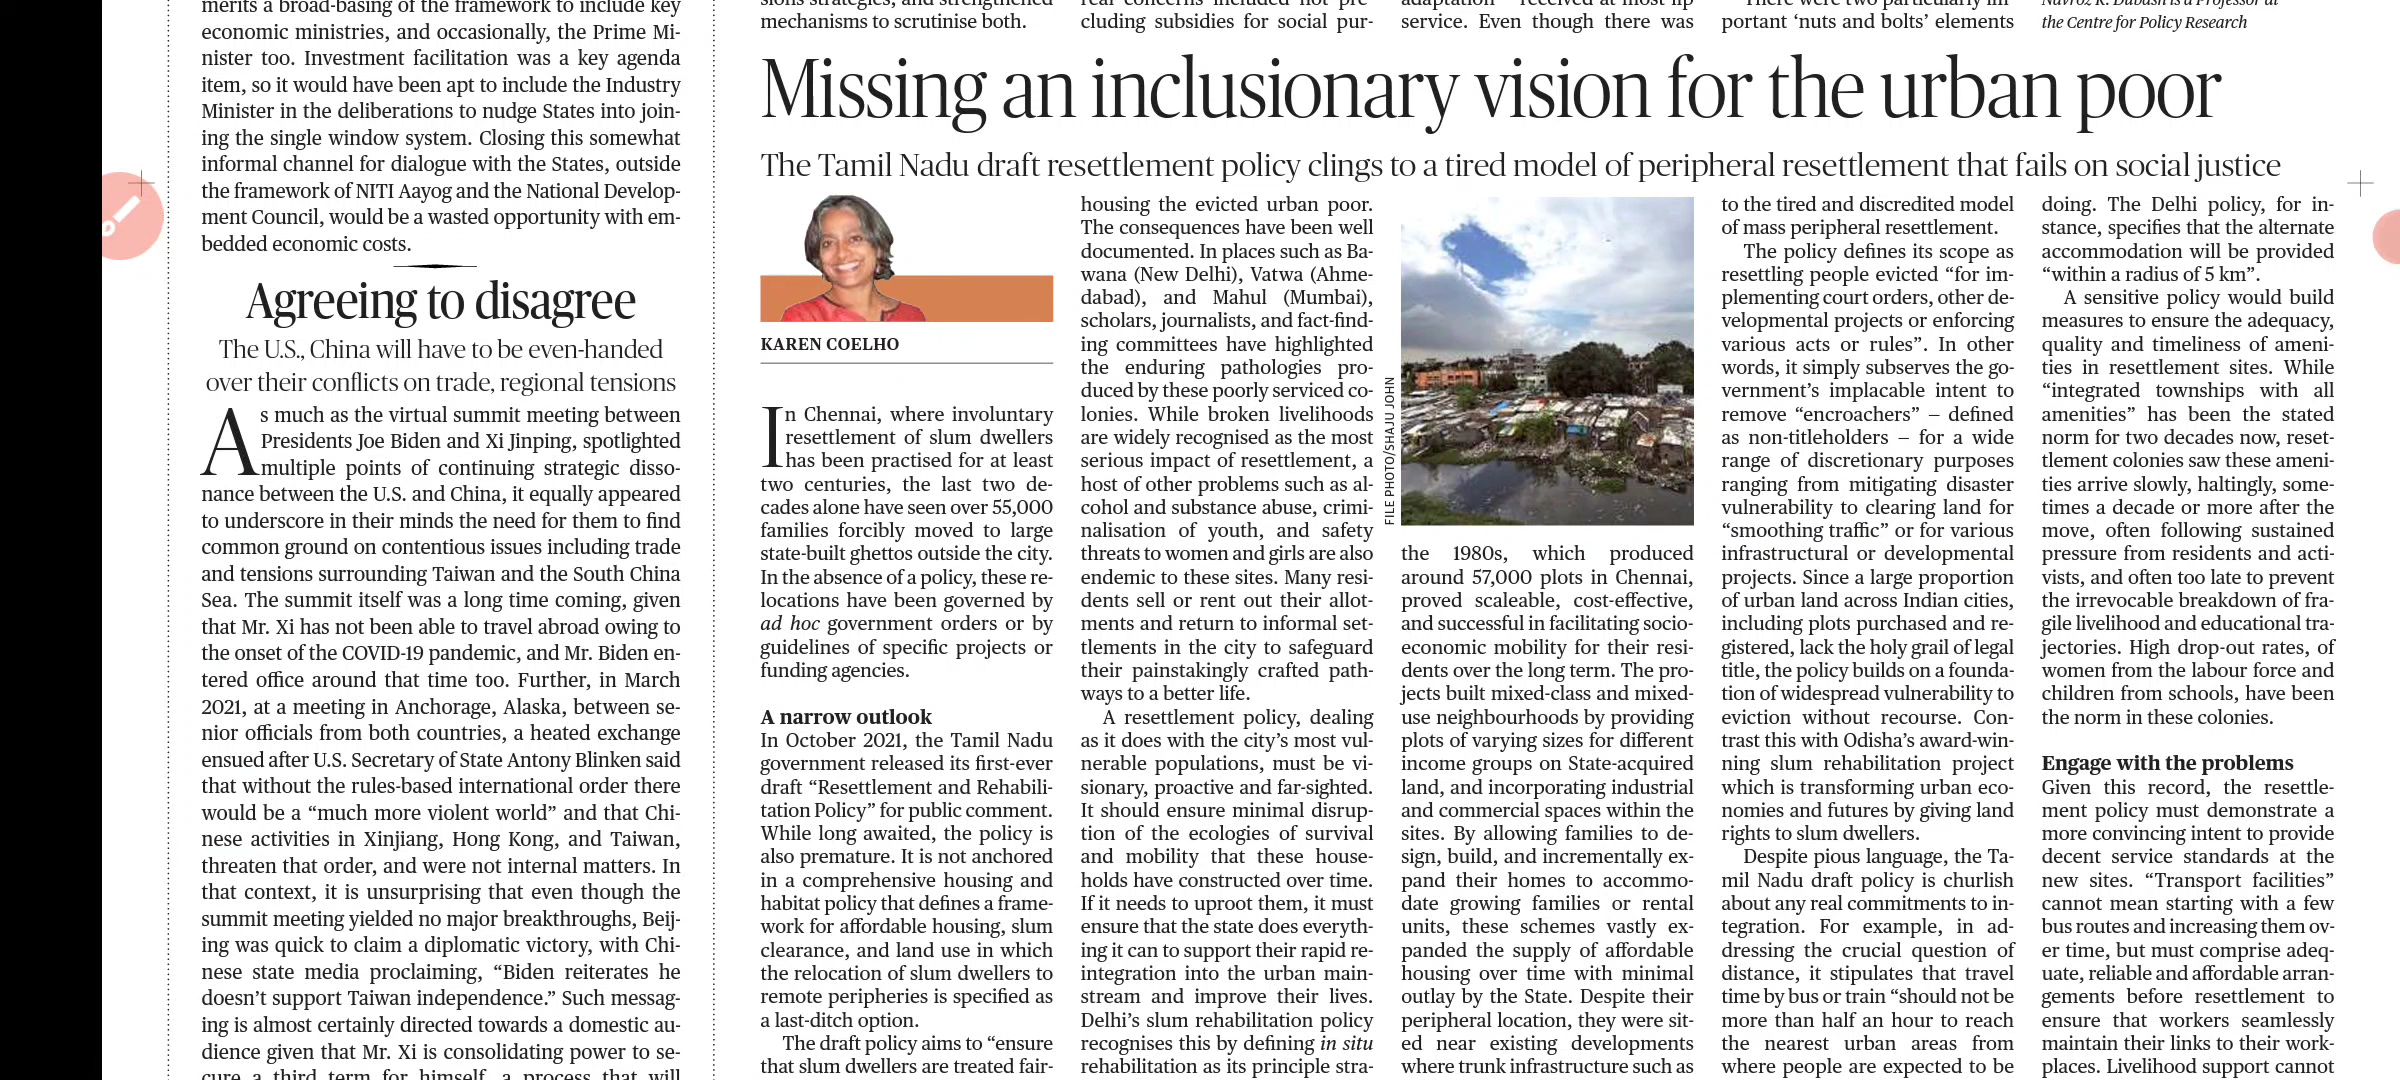 merits a broad-basing of the framework to include key
economic ministries, and occasionally, the Prime Mi-
nister too. Investment facilitation was a key agenda
item, so it would have been apt to include the Industry
Minister in the deliberations to nudge States into join-
ing the single window system. Closing this somewhat
informal channel for dialogue with the States, outside
the framework of NITI Aayog and the National Develop-
ment Council, would be a wasted opportunity with em-
bedded economic costs.
Agreeing to disagree
The U.S., China will have to be even-handed
over their conflicts on trade, regional tensions
As much as the virtual summit meeting between
Presidents Joe Biden and Xi Jinping, spotlighted
multiple points of continuing strategic disso-
nance between the U.S. and China, it equally appeared
to underscore in their minds the need for them to find
common ground on contentious issues including trade
and tensions surrounding Taiwan and the South China
Sea. The summit itself was a long time coming, given
that Mr. Xi has not been able to travel abroad owing to
the onset of the COVID-19 pandemic, and Mr. Biden en-
tered office around that time too. Further, in March
2021, at a meeting in Anchorage, Alaska, between se-
nior officials from both countries, a heated exchange
ensued after U.S. Secretary of State Antony Blinken said
that without the rules-based international order there
would be a “much more violent world” and that Chi-
nese activities in Xinjiang, Hong Kong, and Taiwan,
threaten that order, and were not internal matters. In
that context, it is unsurprising that even though the
summit meeting yielded no major breakthroughs, Beij-
ing was quick to claim a diplomatic victory, with Chi-
nese state media proclaiming, “Biden reiterates he
doesn’t support Taiwan independence.” Such messag-
ing is almost certainly directed towards a domestic au-
dience given that Mr. Xi is consolidating power to se-
cure a third term for himself, a process that will
sions strategies, and strengthened
mechanisms to scrutinise both.
real concerns included not pre-
cluding subsidies for social pur-
adaptation received at most lip
service. Even though there was
There were two particularly im-
portant ‘nuts and bolts’ elements
Navroz K. Dubash is a Professor at
the Centre for Policy Research
Missing an inclusionary vision for the urban poor
The Tamil Nadu draft resettlement policy clings to a tired model of peripheral resettlement that fails on social justice
KAREN COELHO
In Chennai, where involuntary
resettlement of slum dwellers
has been practised for at least
two centuries, the last two de-
cades alone have seen over 55,000
families forcibly moved to large
state-built ghettos outside the city.
In the absence of a policy, these re-
locations have been governed by
ad hoc government orders or by
guidelines of specific projects or
funding agencies.
A narrow outlook
In October 2021, the Tamil Nadu
government released its first-ever
draft “Resettlement and Rehabili-
tation Policy” for public comment.
While long awaited, the policy is
also premature. It is not anchored
in a comprehensive housing and
habitat policy that defines a frame-
work for affordable housing, slum
clearance, and land use in which
the relocation of slum dwellers to
remote peripheries is specified as
a last-ditch option.
The draft policy aims to “ensure
that slum dwellers are treated fair-
housing the evicted urban poor.
The consequences have been well
documented. In places such as Ba-
wana (New Delhi), Vatwa (Ahme-
dabad), and Mahul (Mumbai),
scholars, journalists, and fact-find-
ing committees have highlighted
the enduring pathologies pro-
duced by these poorly serviced co-
lonies. While broken livelihoods
are widely recognised as the most
serious impact of resettlement, a
host of other problems such as al-
cohol and substance abuse, crimi-
nalisation of youth, and safety
threats to women and girls are also
endemic to these sites. Many resi-
dents sell or rent out their allot-
ments and return to informal set-
tlements in the city to safeguard
their painstakingly crafted path-
ways to a better life.
A resettlement policy, dealing
as it does with the city’s most vul-
nerable populations, must be vi-
sionary, proactive and far-sighted.
It should ensure minimal disrup-
tion of the ecologies of survival
and mobility that these house-
holds have constructed over time.
If it needs to uproot them, it must
ensure that the state does everyth-
ing it can to support their rapid re-
integration into the urban main-
stream and improve their lives.
Delhi’s slum rehabilitation policy
recognises this by defining in situ
rehabilitation as its principle stra-
FILE PHOTO/SHAJU JOHN
the 1980s, which produced
around 57,000 plots in Chennai,
proved scaleable, cost-effective,
and successful in facilitating socio-
economic mobility for their resi-
dents over the long term. The pro-
jects built mixed-class and mixed-
use neighbourhoods by providing
plots of varying sizes for different
income groups on State-acquired
land, and incorporating industrial
and commercial spaces within the
sites. By allowing families to de-
sign, build, and incrementally ex-
pand their homes to accommo-
date growing families or rental
units, these schemes vastly ex-
panded the supply of affordable
housing over time with minimal
outlay by the State. Despite their
peripheral location, they were sit-
ed near existing developments
where trunk infrastructure such as
to the tired and discredited model
of mass peripheral resettlement.
The policy defines its scope as
resettling people evicted “for im-
plementing court orders, other de-
velopmental projects or enforcing
various acts or rules”. In other
words, it simply subserves the go-
vernment’s implacable intent to
remove “encroachers” – defined
as non-titleholders – for a wide
range of discretionary purposes
ranging from mitigating disaster
vulnerability to clearing land for
“smoothing traffic” or for various
infrastructural or developmental
projects. Since a large proportion
of urban land across Indian cities,
including plots purchased and re-
gistered, lack the holy grail of legal
title, the policy builds on a founda-
tion of widespread vulnerability to
eviction without recourse. Con-
trast this with Odisha’s award-win-
ning slum rehabilitation project
which is transforming urban eco-
nomies and futures by giving land
rights to slum dwellers.
Despite pious language, the Ta-
mil Nadu draft policy is churlish
about any real commitments to in-
tegration. For example, in ad-
dressing the crucial question of
distance, it stipulates that travel
time by bus or train “should not be
more than half an hour to reach
the nearest urban areas from
where people are expected to be
doing. The Delhi policy, for in-
stance, specifies that the alternate
accommodation will be provided
“within a radius of 5 km”.
A sensitive policy would build
measures to ensure the adequacy,
quality and timeliness of ameni-
ties in resettlement sites. While
“integrated townships with all
amenities” has been the stated
norm for two decades now, reset-
tlement colonies saw these ameni-
ties arrive slowly, haltingly, some-
times a decade or more after the
move, often following sustained
pressure from residents and acti-
vists, and often too late to prevent
the irrevocable breakdown of fra-
gile livelihood and educational tra-
jectories. High drop-out rates, of
women from the labour force and
children from schools, have been
the norm in these colonies.
Engage with the problems
Given this record, the resettle-
ment policy must demonstrate a
more convincing intent to provide
decent service standards at the
new sites. “Transport facilities”
cannot mean starting with a few
bus routes and increasing them ov-
er time, but must comprise adeq-
uate, reliable and affordable arran-
gements before resettlement to
ensure that workers seamlessly
maintain their links to their work-
places. Livelihood support cannot